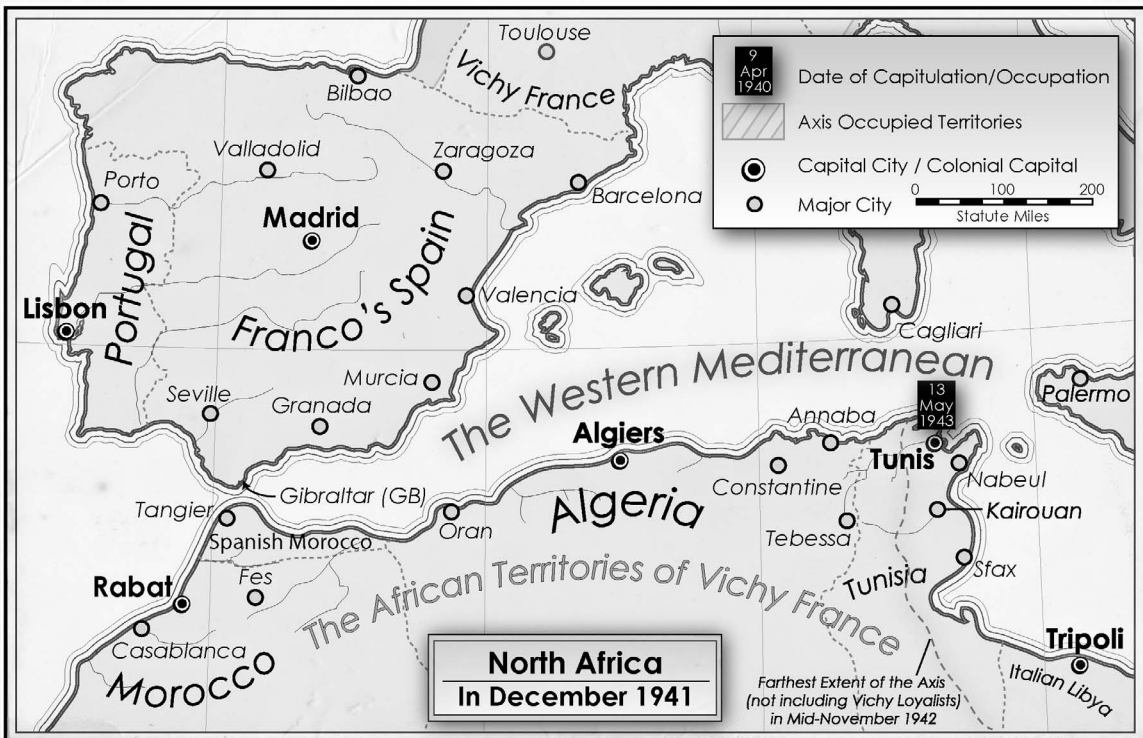 Toulouse
Vichy France
Bilbao
Valladolid
Zaragoza
Porto
Barcelona
Madrid
Portugal
Franco's Spain
Lisbon
Valencia
Cagliari
Murcia
Seville
Granada
The Western Mediterranean
Palermo
Annaba
Algiers
Tunis
Nabeul
Constantine
Gibraltar (GB)
Tangier
Oran
Algeria
Kairouan
Spanish Morocco
Tebessa
Sfax
Fes
Rabat
The African Territories of Vichy France
Tunisia
Casablanca
Morocco
Tripoli
Italian Libya
13
May
1943
9
Apr
1940
Date of Capitulation/Occupation
Axis Occupied Territories
Capital City / Colonial Capital
Major City
0 100 200
Statute Miles
North Africa
In December 1941
Farthest Extent of the Axis
(not including Vichy Loyalists)
in Mid-November 1942